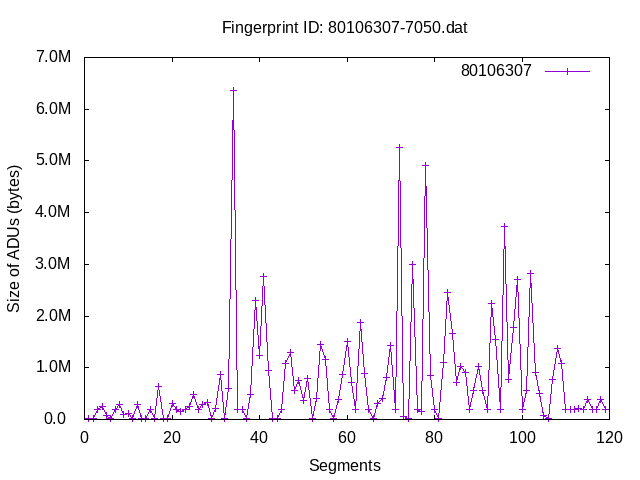 Fingerprint ID: 80106307-7050.dat
7.0M
80106307
6.0M
5.0M
4.0M
3.0M
2.0M
1.0M
0.0
Size of ADUs (bytes)
0 20 40 60 80 100 120
Segments